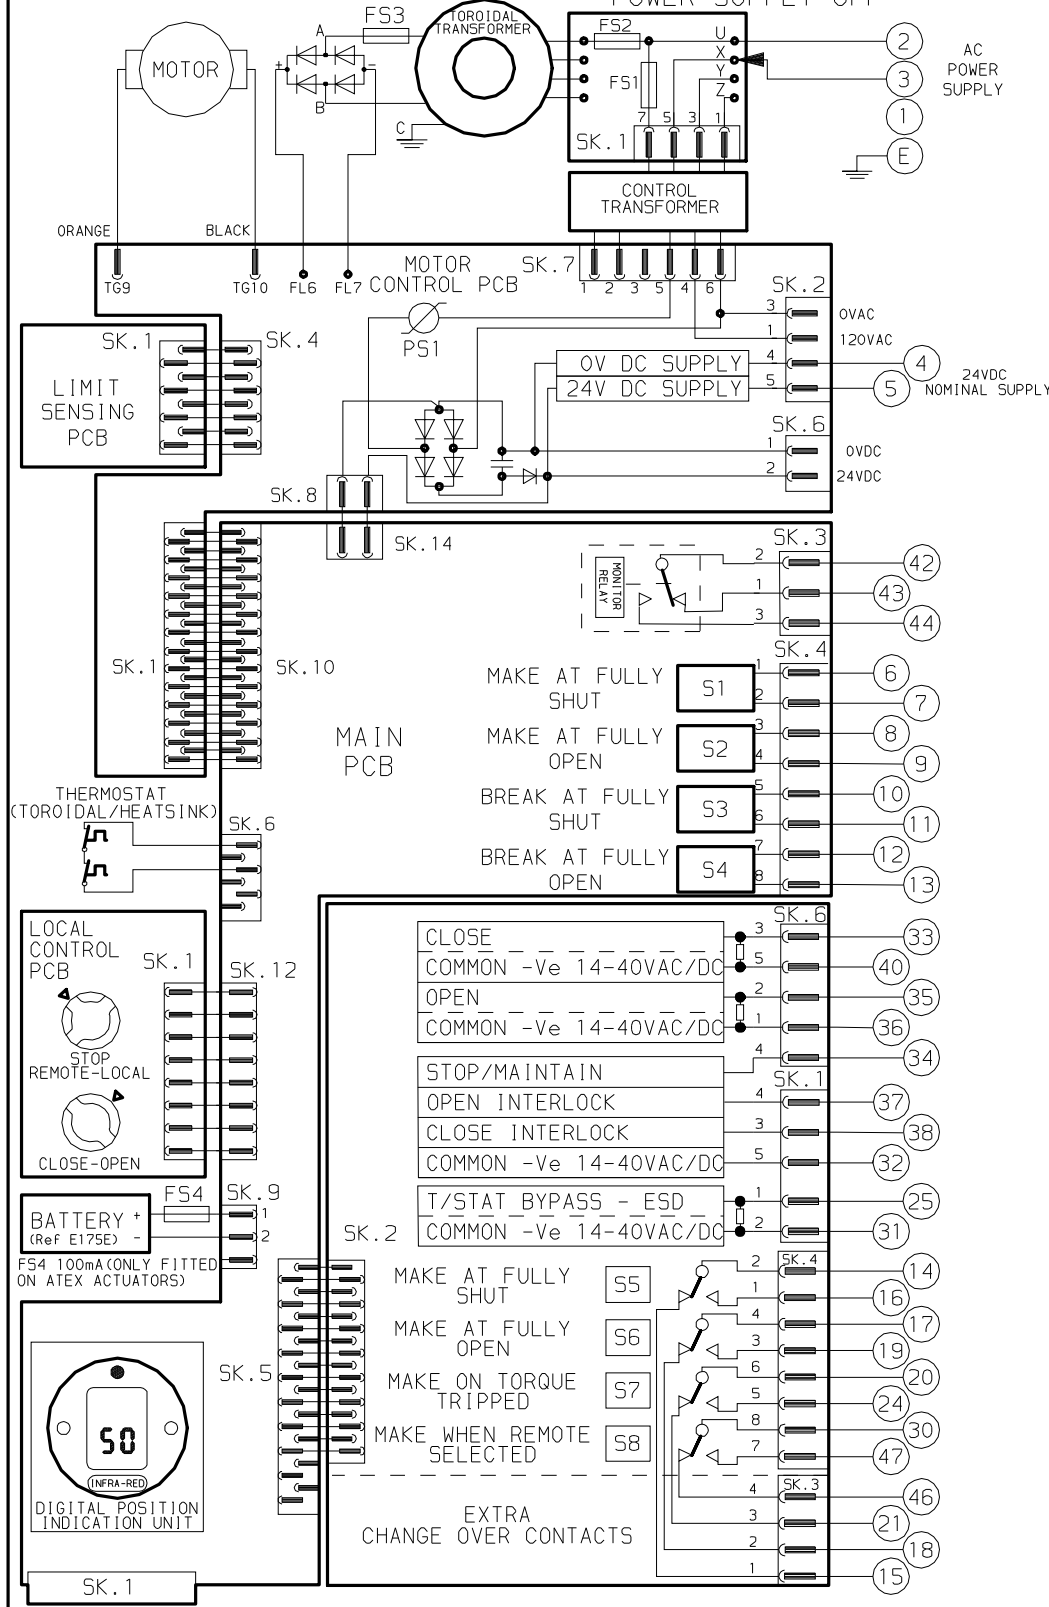 POWER SUPPLY OFF
FS3
TOROIDAL
TRANSFORMER
FS2
U
X
Y
Z
2
3
1
E
AC
POWER
SUPPLY
MOTOR
A
+
-
B
C
FS1
7
5
3
1
SK.1
CONTROL
TRANSFORMER
ORANGE
BLACK
TG9
TG10
FL6
FL7
MOTOR
CONTROL PCB
SK.7
1
2
3
5
4
6
SK.2
3
0VAC
1
120VAC
PS1
0V DC SUPPLY
4
4
24V DC SUPPLY
5
5
24VDC
NOMINAL SUPPLY
SK.6
1
0VDC
2
24VDC
SK.1
SK.4
LIMIT
SENSING
PCB
SK.8
SK.14
SK.1
SK.10
MAIN
PCB
MONITOR
RELAY
SK.3
2
42
1
43
3
44
SK.4
MAKE AT FULLY
SHUT
S1
1
6
2
7
MAKE AT FULLY
OPEN
S2
3
8
4
9
BREAK AT FULLY
SHUT
S3
5
10
6
11
BREAK AT FULLY
OPEN
S4
7
12
8
13
THERMOSTAT
(TOROIDAL/HEATSINK)
SK.6
LOCAL
CONTROL
PCB
SK.1
SK.12
STOP
REMOTE-LOCAL
CLOSE-OPEN
BATTERY + 
(Ref E175E) -
FS4
SK.9
1
2
FS4 100mA(ONLY FITTED
ON ATEX ACTUATORS)
SK.6
CLOSE
3
33
COMMON -Ve 14-40VAC/DC
5
40
OPEN
2
35
COMMON -Ve 14-40VAC/DC
1
36
STOP/MAINTAIN
4
34
SK.1
OPEN INTERLOCK
4
37
CLOSE INTERLOCK
3
38
COMMON -Ve 14-40VAC/DC
5
32
T/STAT BYPASS - ESD
1
25
COMMON -Ve 14-40VAC/DC
2
31
SK.2
SK.5
SK.4
MAKE AT FULLY
SHUT
S5
2
14
1
16
MAKE AT FULLY
OPEN
S6
4
17
3
19
MAKE ON TORQUE
TRIPPED
S7
6
20
5
24
MAKE WHEN REMOTE
SELECTED
S8
8
30
7
47
SK.3
EXTRA
CHANGE OVER CONTACTS
4
46
3
21
2
18
1
15
50
INFRA-RED
DIGITAL POSITION
INDICATION UNIT
SK.1